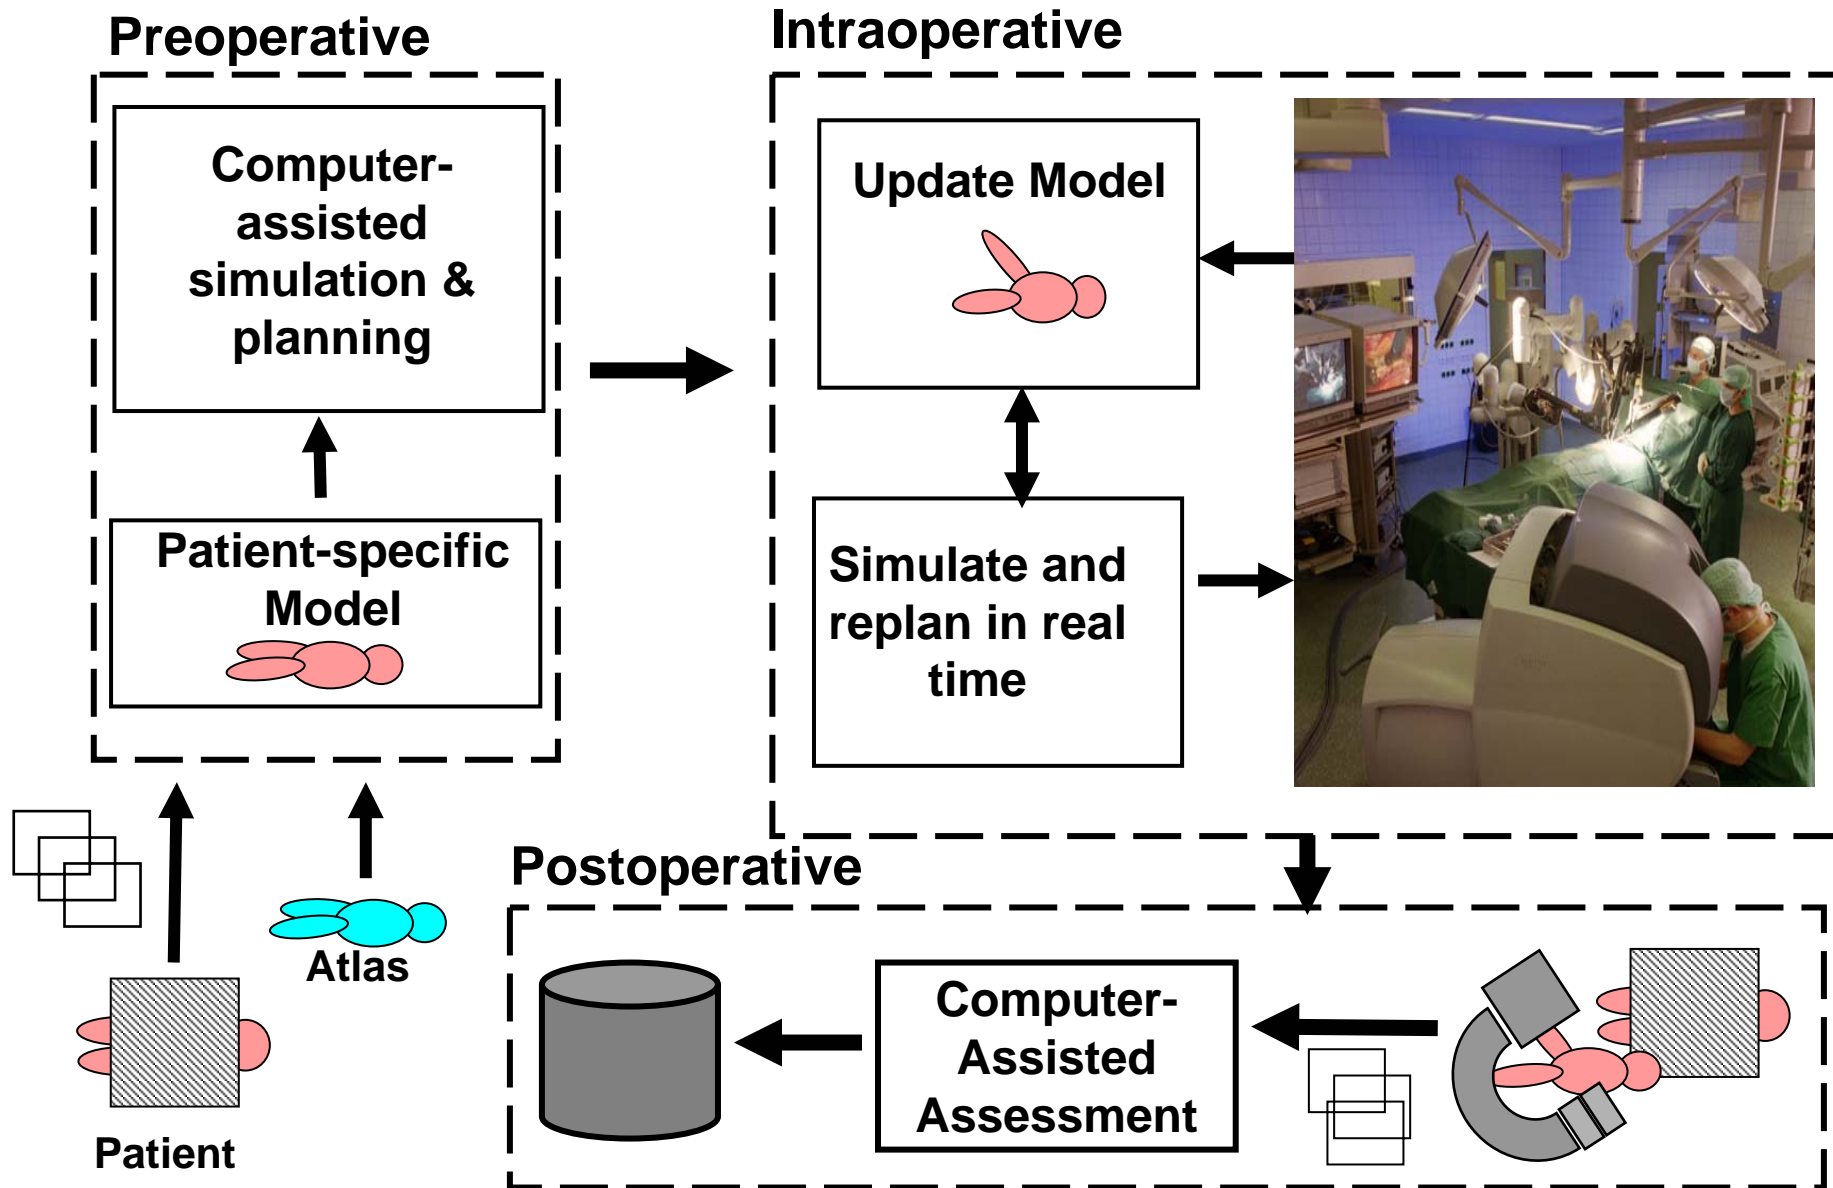 Preoperative
Computer-
assisted
simulation &
planning
Patient-specific
Model
Atlas
Patient
Intraoperative
Update Model
Simulate and
replan in real
time
Postoperative
Computer-
Assisted
Assessment